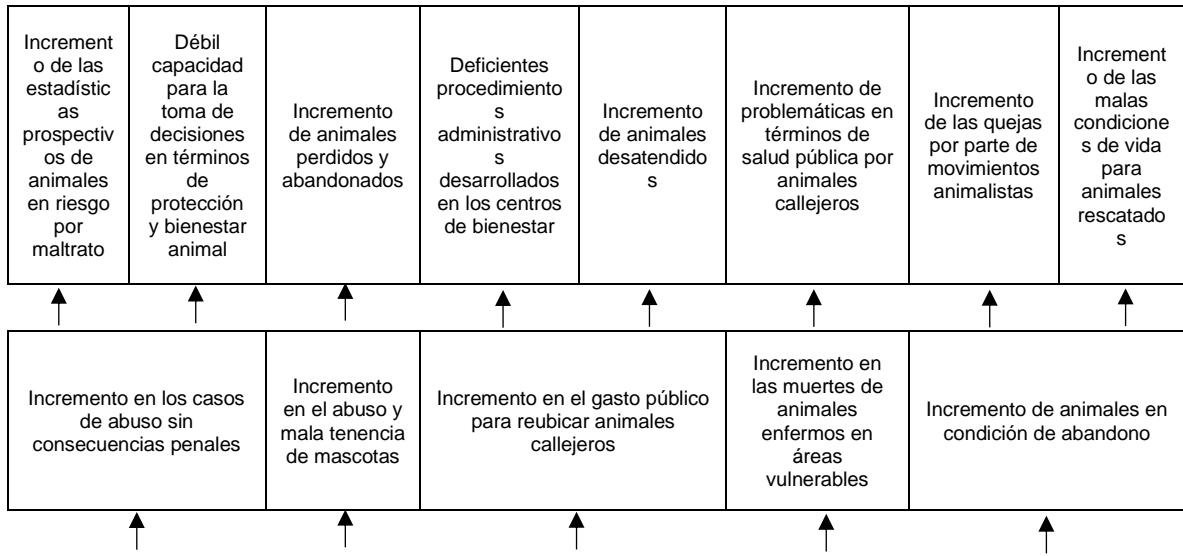 Increment
o de las
estadístic
as
prospectiv
os de
animales
en riesgo
por
maltrato
Débil
capacidad
para la
toma de
decisiones
en términos
de
protección
y bienestar
animal
Incremento
de animales
perdidos y
abandonados
Deficientes
procedimiento
s
administrativo
s
desarrollados
en los centros
de bienestar
Incremento
de animales
desatendido
s
Incremento de
problemáticas en
términos de
salud pública por
animales
callejeros
Incremento
de las quejas
por parte de
movimientos
animalistas
Increment
o de las
malas
condicione
s de vida
para
animales
rescatado
s
Incremento en los casos
de abuso sin
consecuencias penales
Incremento
en el abuso y
mala tenencia
de mascotas
Incremento en el gasto público
para reubicar animales
callejeros
Incremento en
las muertes de
animales
enfermos en
áreas
vulnerables
Incremento de animales en
condición de abandono